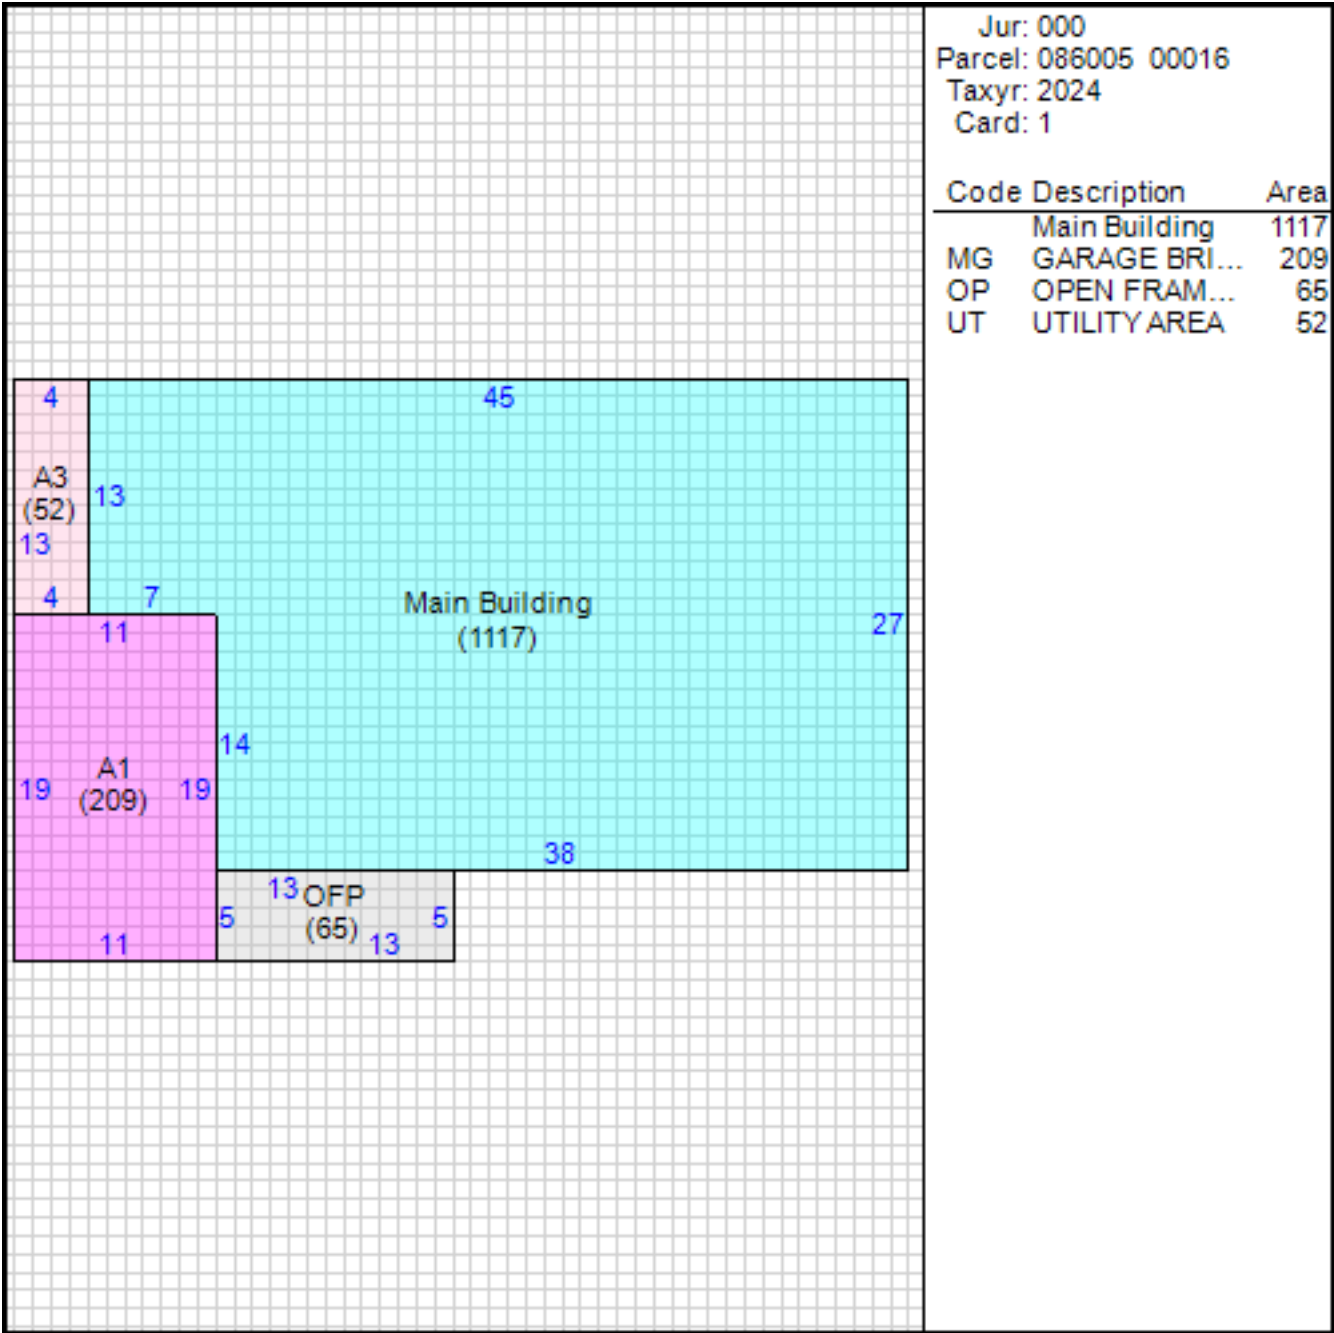 Jur: 000
Parcel: 086005 00016
Taxyr: 2024
Card: 1
Code Description Area
Main Building 1117
MG GARAGE BRI... 209
OP OPEN FRAM... 65
UT UTILITY AREA 52
4
45
A3
(52)
13
13
4
7
11
Main Building
(1117)
27
14
A1
(209)
19
19
38
13
OFP
(65)
5
5
13
11